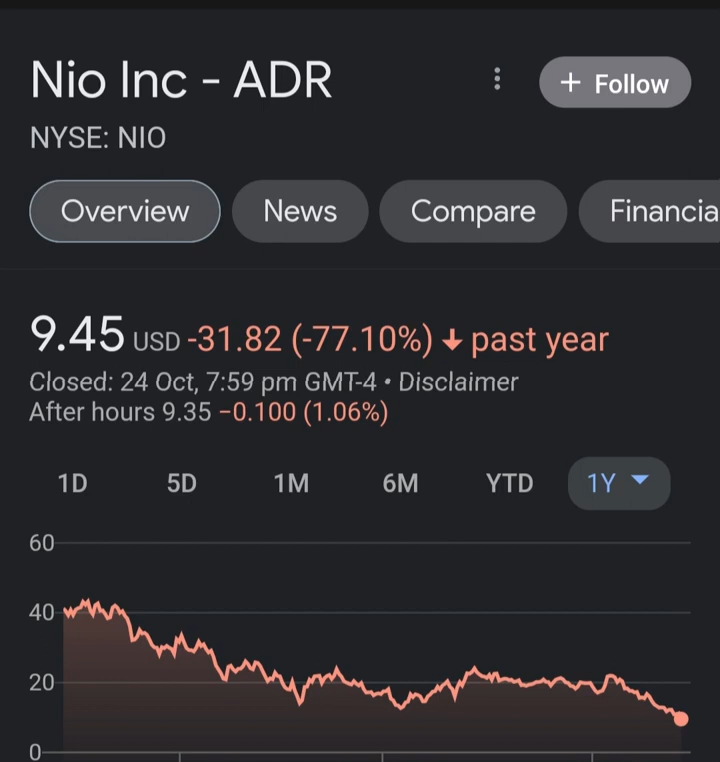 Nio Inc - ADR
+ Follow
NYSE: NIO
Overview
News
Compare
Financia
9.45 USD -31.82 (-77.10%) ↓ past year
Closed: 24 Oct, 7:59 pm GMT-4 • Disclaimer
After hours 9.35 −0.100 (1.06%)
1D 5D 1M 6M YTD 1Y
60
40
20
0